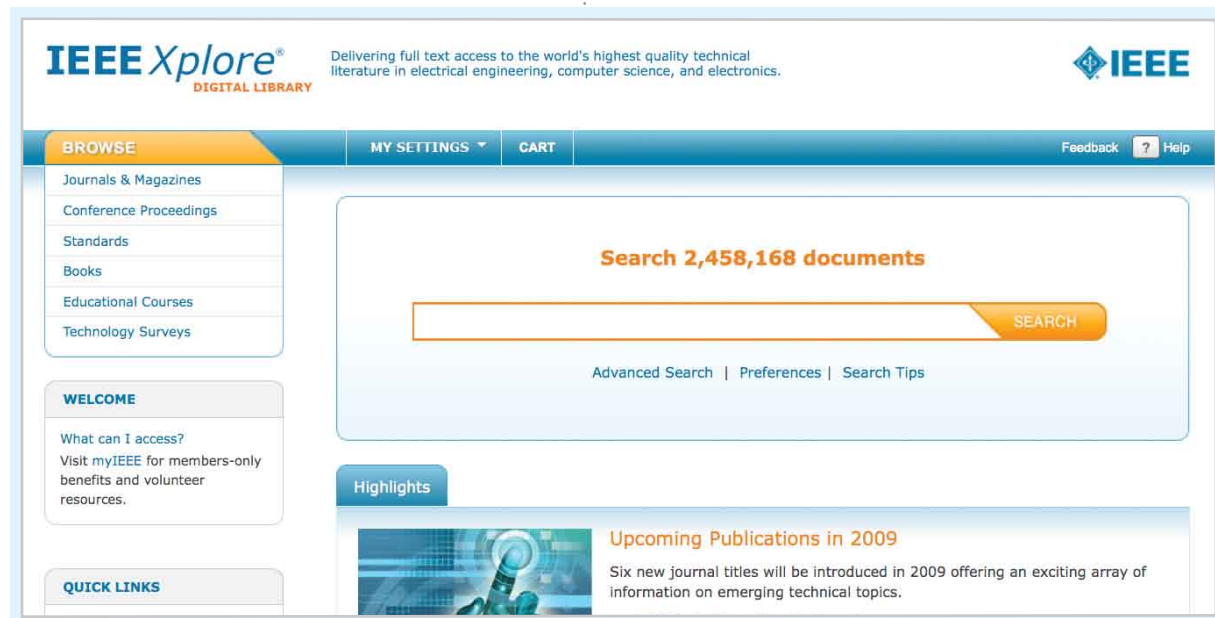 IEEE Xplore®
DIGITAL LIBRARY
Delivering full text access to the world's highest quality technical
literature in electrical engineering, computer science, and electronics.
IEEE
BROWSE
MY SETTINGS
CART
Feedback
?
Help
Journals & Magazines
Conference Proceedings
Standards
Books
Educational Courses
Technology Surveys
Search 2,458,168 documents
SEARCH
Advanced Search | Preferences | Search Tips
WELCOME
What can I access?
Visit myIEEE for members-only
benefits and volunteer
resources.
QUICK LINKS
Highlights
Upcoming Publications in 2009
Six new journal titles will be introduced in 2009 offering an exciting array of
information on emerging technical topics.